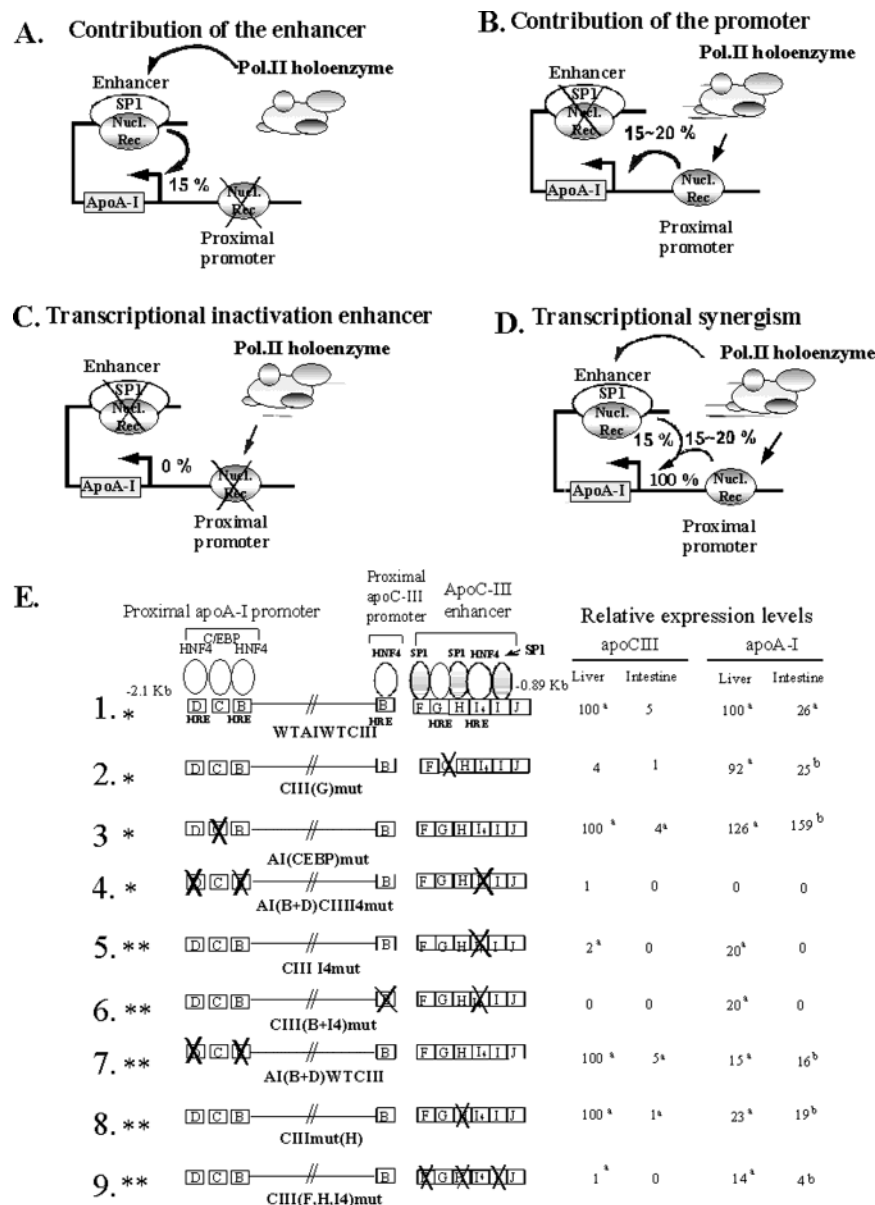 A. Contribution of the enhancer
Pol.II holoenzyme
Enhancer
SP1
Nucl.
Rec
15 %
ApoA-I
Nucl.
Rec
Proximal
promoter
B. Contribution of the promoter
Pol.II holoenzyme
Enhancer
SP1
Nucl.
Rec
15~20 %
ApoA-I
Nucl.
Rec
Proximal
promoter
C. Transcriptional inactivation enhancer
Pol.II holoenzyme
Enhancer
SP1
Nucl.
Rec
0 %
ApoA-I
Nucl.
Rec
Proximal
promoter
D. Transcriptional synergism
Pol.II holoenzyme
Enhancer
SP1
Nucl.
Rec
15 % 15~20 %
100 %
ApoA-I
Nucl.
Rec
Proximal
promoter
E.
Proximal apoA-I promoter
Proximal
apoC-III
promoter
ApoC-III
enhancer
Relative expression levels
apoCIII apoA-I
Liver Intestine Liver Intestine
C/EBP
HNF4 HNF4
HNF4
SP1 SP1 HNF4 SP1
-2.1 Kb
-0.89 Kb
1. * D C B B F G H I4 I J 100 a 5 100 a 26 a
HRE HRE HRE HRE HRE
WTAIWTCIII
2. * D C B B F G H I4 I J 4 1 92 a 25 b
CIII(G)mut
3 * D C B B F G H I4 I J 100 a 4 a 126 a 159 b
AI(CEBP)mut
4. * D C B B F G H I J 1 0 0 0
AI(B+D)CIIII4mut
5. ** D C B B F G H I J 2 a 0 20 a 0
CIII I4mut
6. ** D C B B F G H I J 0 0 20 a 0
CIII(B+I4)mut
7. ** D C B B F G H I4 I J 100 a 5 a 15 a 16 b
AI(B+D)WTCIII
8. ** D C B B F G H I4 I J 100 a 1 a 23 a 19 b
CIIImut(H)
9. ** D C B B F G H I4 I J 1 a 0 14 a 4 b
CIII(F,H,I4)mut